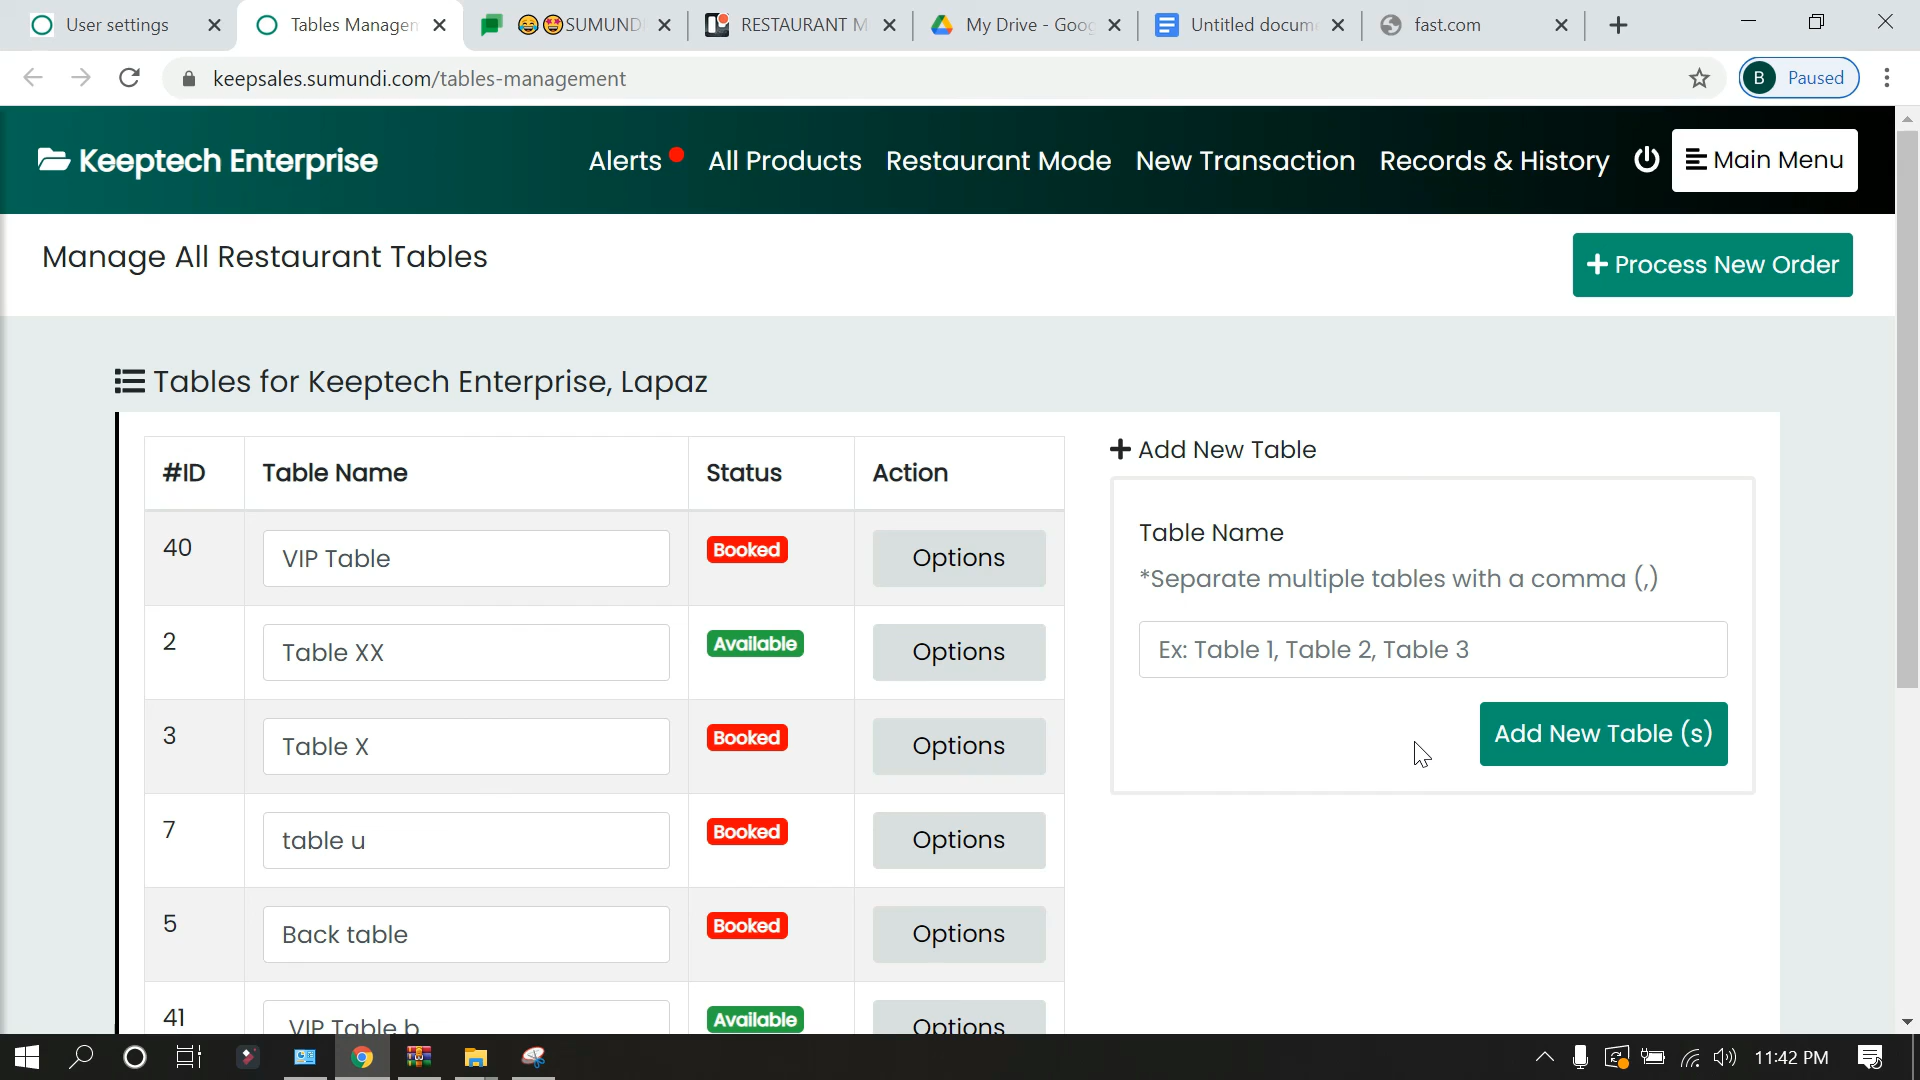 User settings
Tables Managen
😂🤩SUMUNDI
RESTAURANT M
My Drive - Goog
Untitled docum
fast.com
keepsales.sumundi.com/tables-management
B Paused
Keeptech Enterprise
Alerts
All Products
Restaurant Mode
New Transaction
Records & History
Main Menu
Manage All Restaurant Tables
+ Process New Order
Tables for Keeptech Enterprise, Lapaz
#ID Table Name Status Action
40 VIP Table Booked Options
2 Table XX Available Options
3 Table X Booked Options
7 table u Booked Options
5 Back table Booked Options
41 VIP Table b Available Options
+ Add New Table
Table Name
*Separate multiple tables with a comma (,)
Ex: Table 1, Table 2, Table 3
Add New Table (s)
11:42 PM